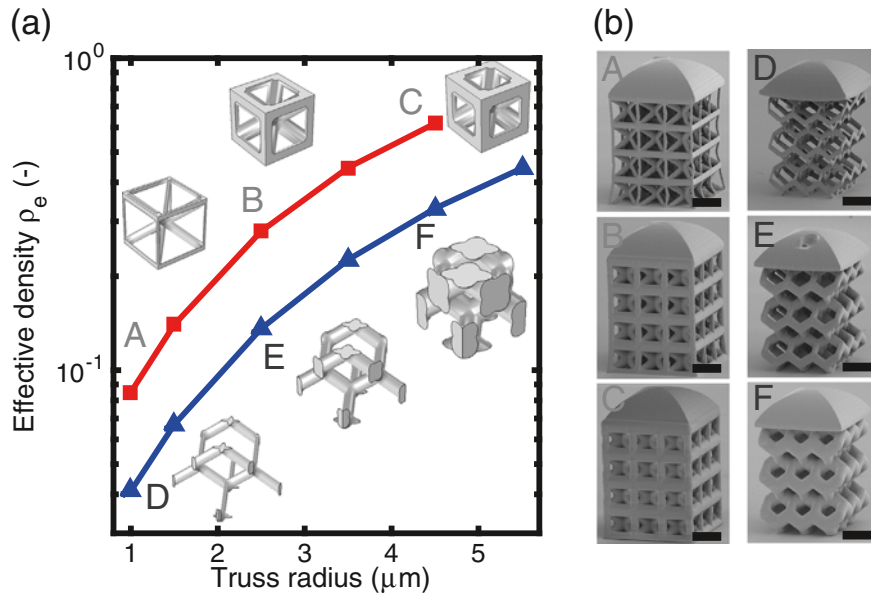 (a)
(b)
10⁰
10⁻¹
Effective density ρₑ (-)
A
B
C
D
E
F
1 2 3 4 5
Truss radius (μm)
A
D
B
E
C
F